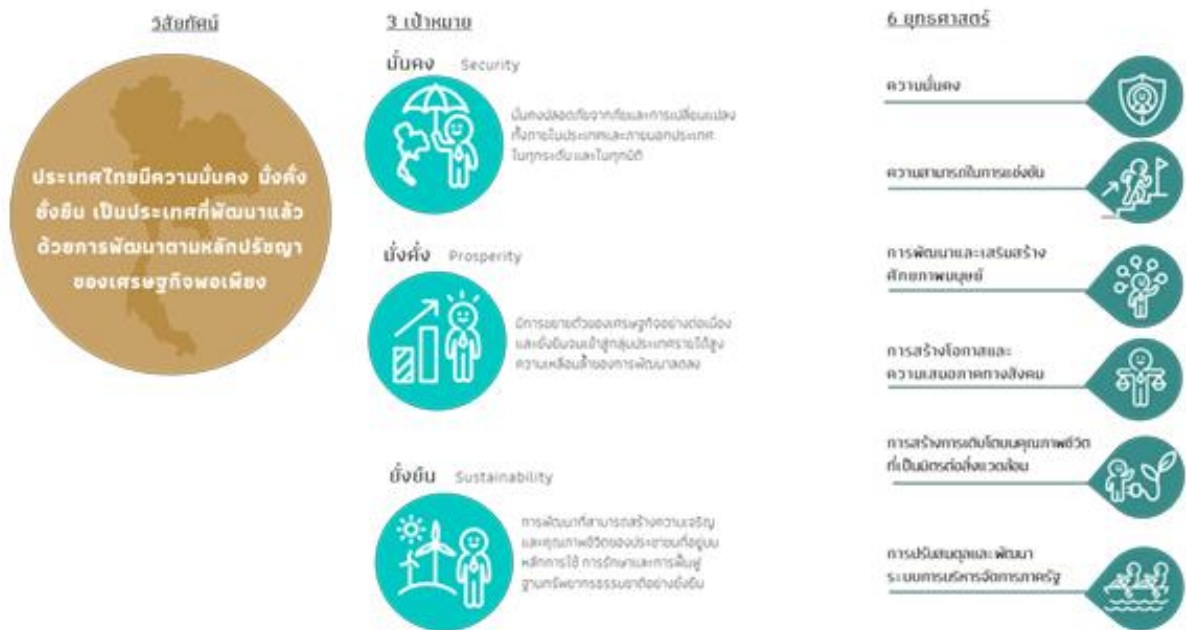 วิสัยทัศน์
ประเทศไทยมีความมั่นคง มั่งคั่ง
ยั่งยืน เป็นประเทศที่พัฒนาแล้ว
ด้วยการพัฒนาตามหลักปรัชญา
ของเศรษฐกิจพอเพียง
3 เป้าหมาย
มั่นคง Security
มั่นคงปลอดภัยจากภัยและการเปลี่ยนแปลง
ทั้งภายในประเทศและภายนอกประเทศ
ในทุกระดับ และในทุกมิติ
มั่งคั่ง Prosperity
มีการขยายตัวของเศรษฐกิจอย่างต่อเนื่อง
และยั่งยืนจนเข้าสู่กลุ่มประเทศรายได้สูง
ความเหลื่อมล้ำของการพัฒนาลดลง
ยั่งยืน Sustainability
การพัฒนาที่สามารถสร้างความเจริญ
และคุณภาพชีวิตของประชาชนที่อยู่บน
หลักการใช้ การรักษาและการฟื้นฟู
ฐานทรัพยากรธรรมชาติอย่างยั่งยืน
6 ยุทธศาสตร์
ความมั่นคง
ความสามารถในการแข่งขัน
การพัฒนาและเสริมสร้าง
ศักยภาพมนุษย์
การสร้างโอกาสและ
ความเสมอภาคทางสังคม
การสร้างการเติบโตบนคุณภาพชีวิต
ที่เป็นมิตรต่อสิ่งแวดล้อม
การปรับสมดุลและพัฒนา
ระบบการบริหารจัดการภาครัฐ